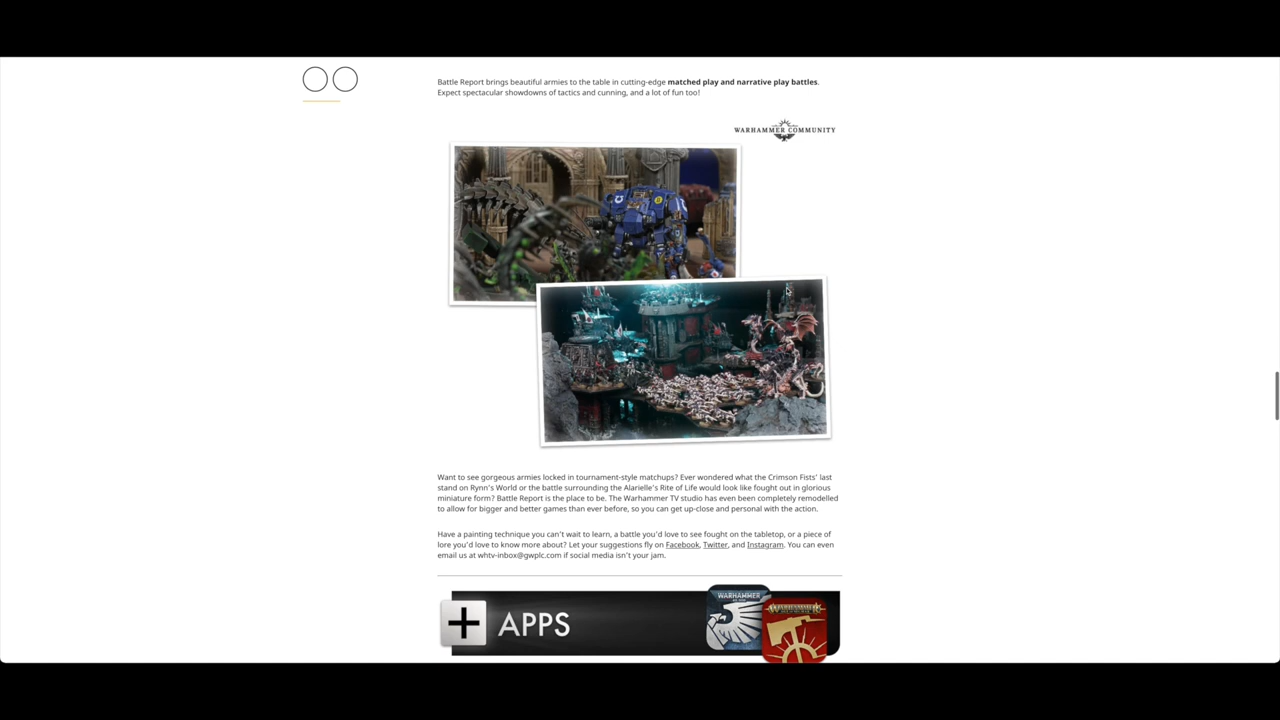 Battle Report brings beautiful armies to the table in cutting-edge matched play and narrative play battles.
Expect spectacular showdowns of tactics and cunning, and a lot of fun too!
WARHAMMER COMMUNITY
Want to see gorgeous armies locked in tournament-style matchups? Ever wondered what the Crimson Fists' last
stand on Rynn's World or the battle surrounding the Alarielle's Rite of Life would look like fought out in glorious
miniature form? Battle Report is the place to be. The Warhammer TV studio has even been completely remodelled
to allow for bigger and better games than ever before, so you can get up-close and personal with the action.
Have a painting technique you can't wait to learn, a battle you'd love to see fought on the tabletop, or a piece of
lore you'd love to know more about? Let your suggestions fly on Facebook, Twitter, and Instagram. You can even
email us at whtv-inbox@gwplc.com if social media isn't your jam.
+ APPS
WARHAMMER
WARHAMMER